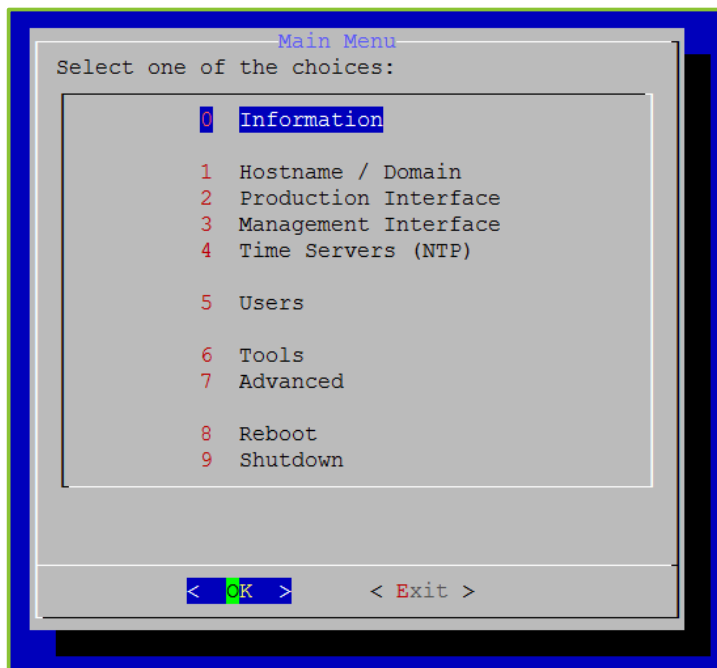 Main Menu
Select one of the choices:
0 Information
1 Hostname / Domain
2 Production Interface
3 Management Interface
4 Time Servers (NTP)
5 Users
6 Tools
7 Advanced
8 Reboot
9 Shutdown
< OK > < Exit >